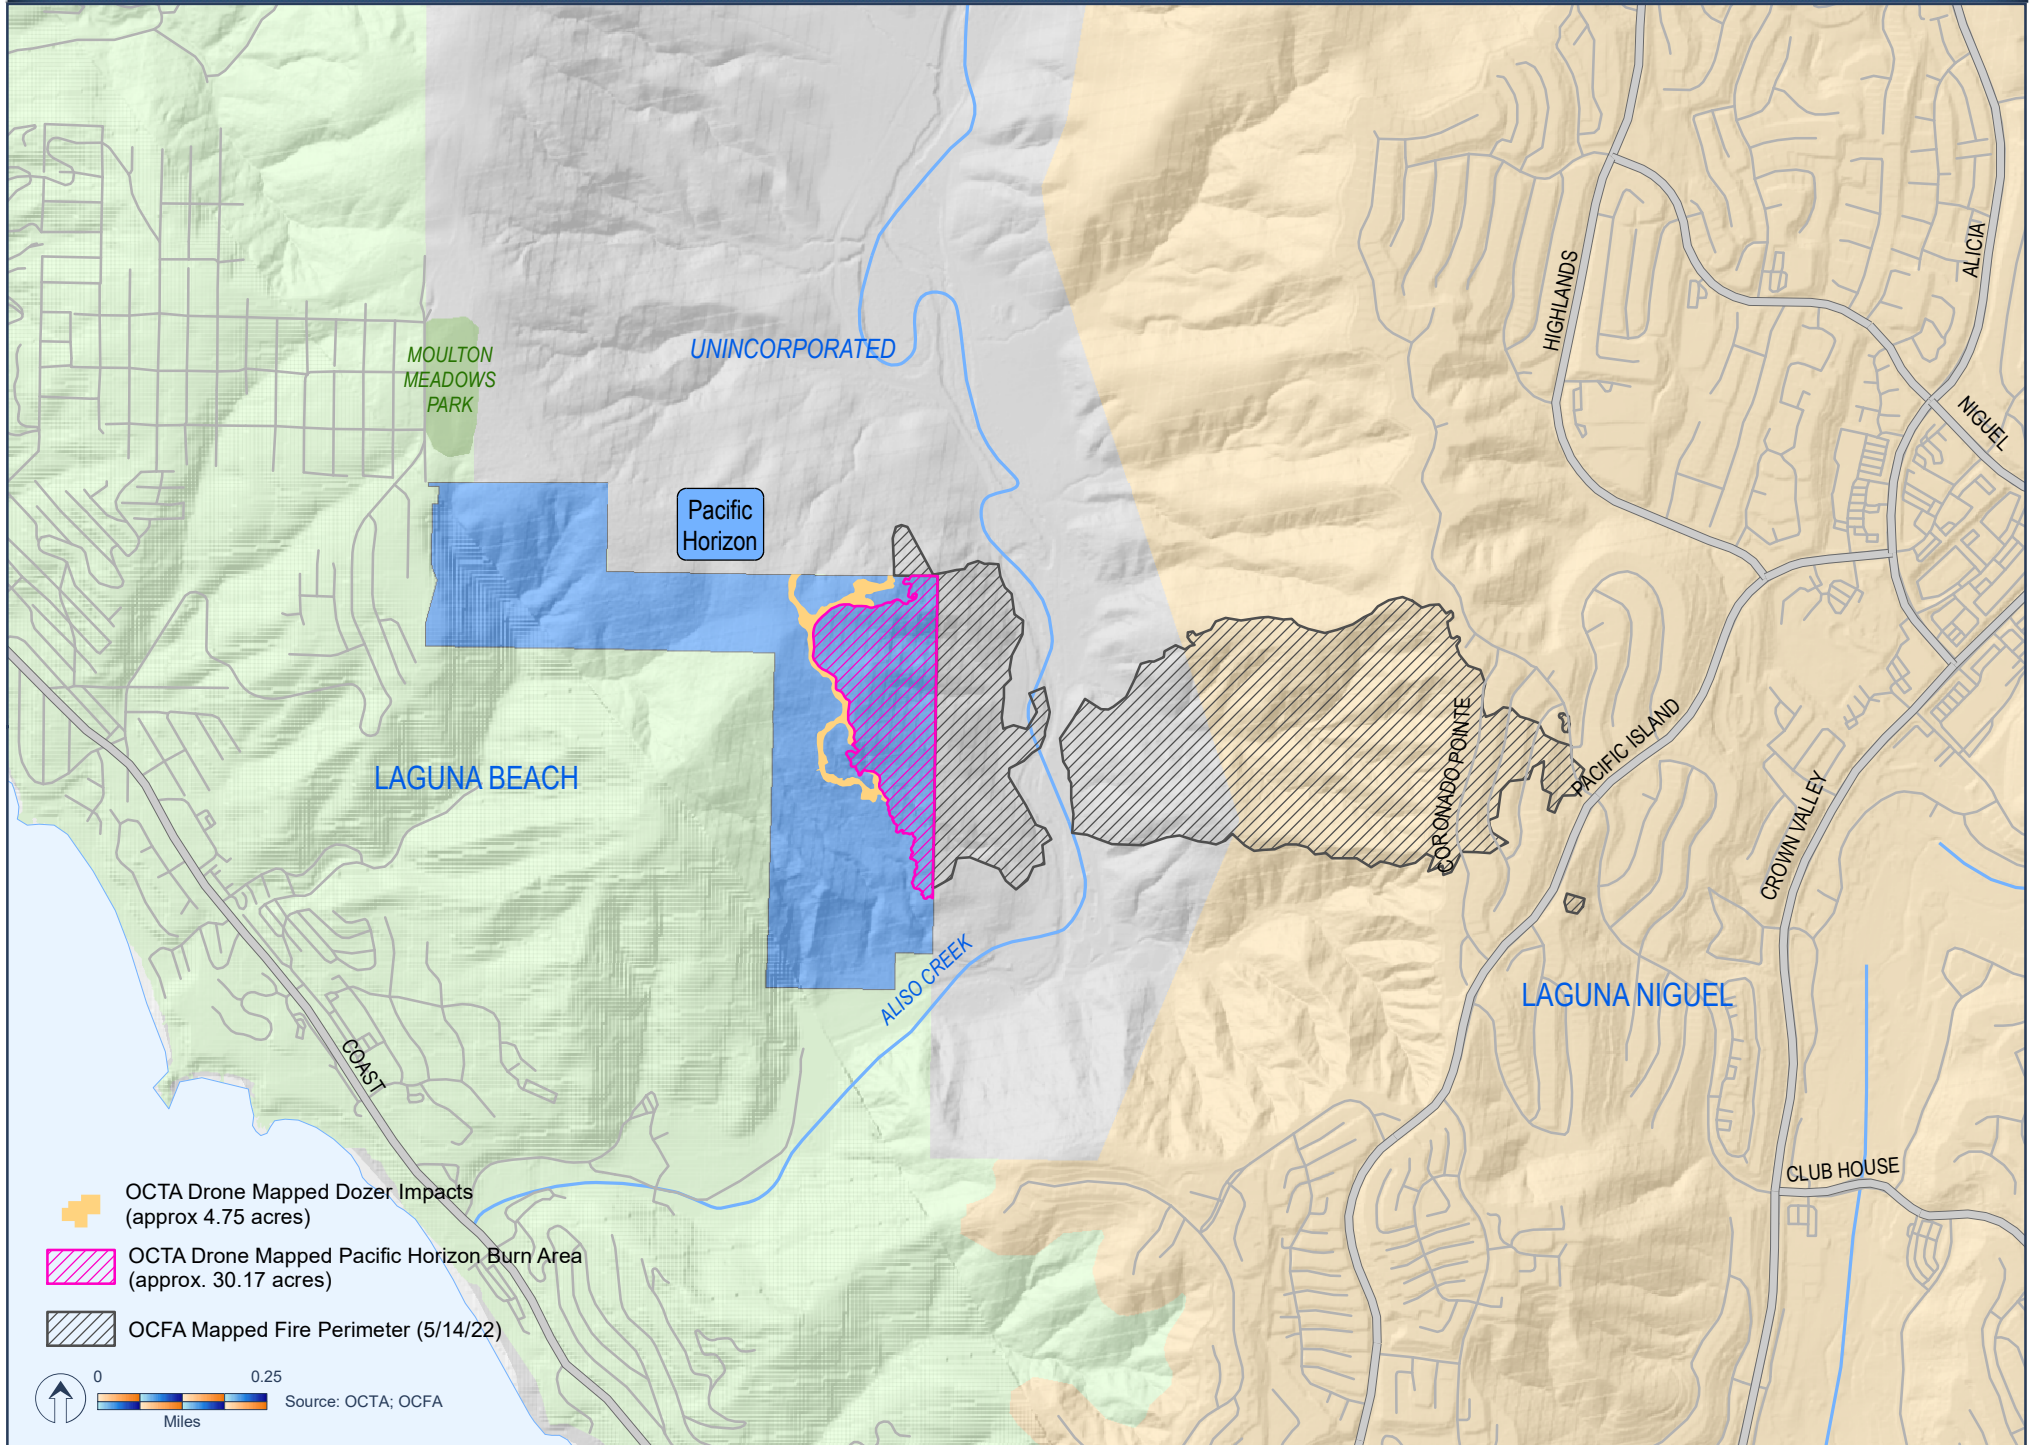 HIGHLANDS
ALICIA
MOULTON
MEADOWS
PARK
UNINCORPORATED
NIGUEL
Pacific
Horizon
LAGUNA BEACH
CORONADO POINTE
PACIFIC ISLAND
CROWN VALLEY
ALISO CREEK
LAGUNA NIGUEL
COAST
CLUB HOUSE
OCTA Drone Mapped Dozer Impacts
(approx 4.75 acres)
OCTA Drone Mapped Pacific Horizon Burn Area
(approx. 30.17 acres)
OCFA Mapped Fire Perimeter (5/14/22)
0 0.25
Miles
Source: OCTA; OCFA